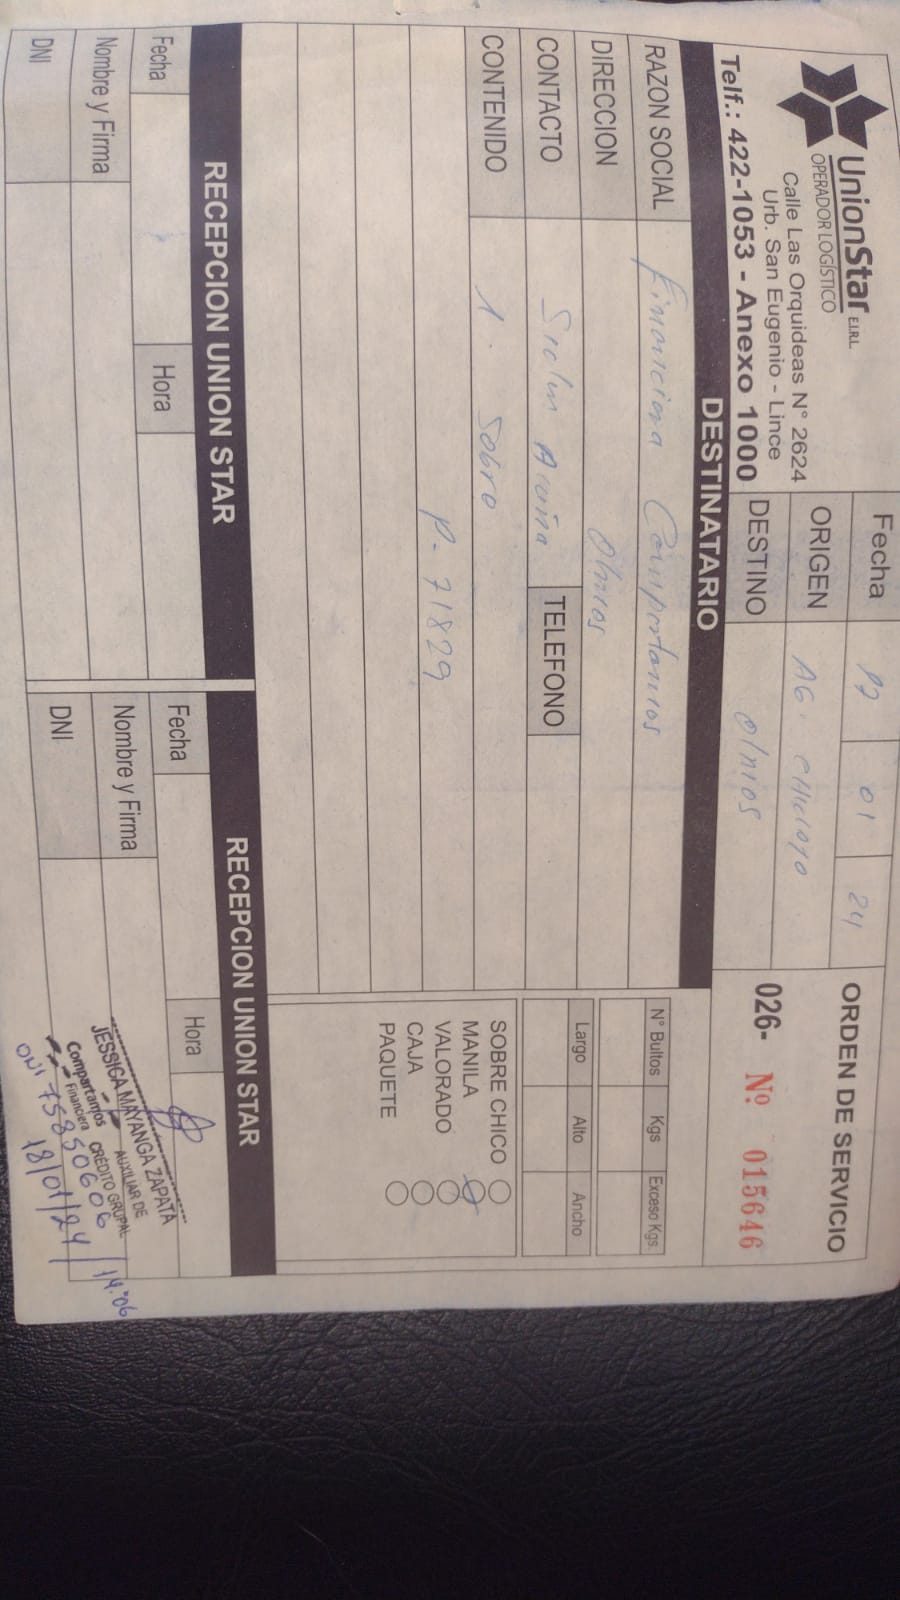 UnionStar E.I.R.L.
OPERADOR LOGÍSTICO
Calle Las Orquideas N° 2624
Urb. San Eugenio - Lince
Telf.: 422-1053 - Anexo 1000
Fecha 17 01 24
ORIGEN AG. CHICLAYO
DESTINO Olmos
ORDEN DE SERVICIO
026- Nº 015646
DESTINATARIO
RAZON SOCIAL Financiera Compartamos
DIRECCION Olmos
CONTACTO Acuña TELEFONO
CONTENIDO 1. Sobre
P. 71829
N° Bultos Kgs Exceso Kgs.
Largo Alto Ancho
SOBRE CHICO
MANILA
VALORADO
CAJA
PAQUETE
RECEPCION UNION STAR
Fecha Hora
Nombre y Firma
DNI
RECEPCION UNION STAR
Fecha Hora
Nombre y Firma
DNI
JESSICA MAYANGA ZAPATA
AUXILIAR DE
CRÉDITO GRUPAL
Compartamos
Financiera
DNI 75850606 14:06
18/01/24